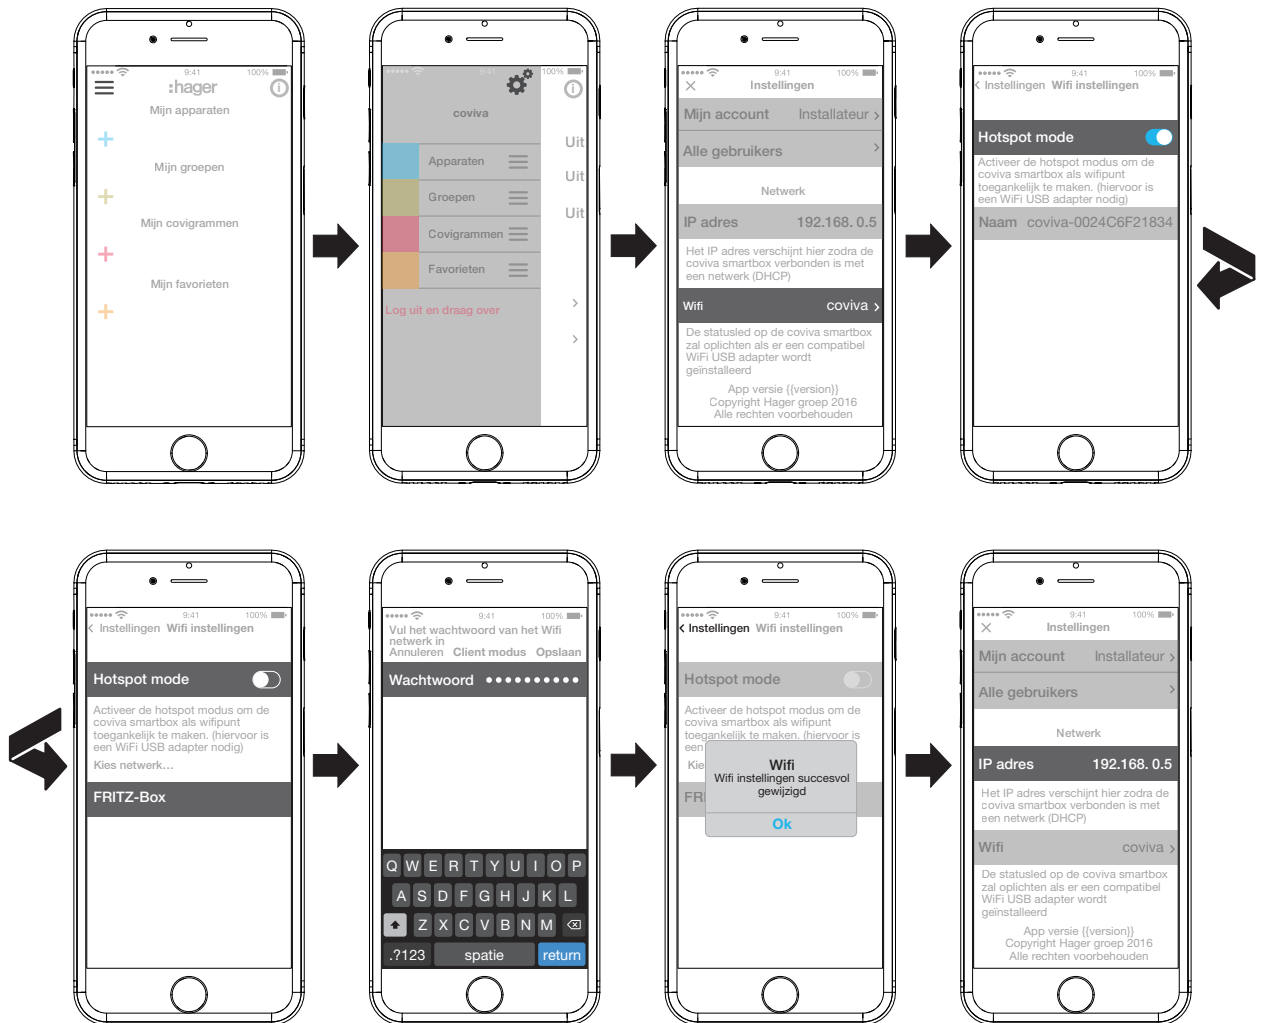 9:41 100%
:hager
Mijn apparaten
Mijn groepen
Mijn covigrammen
Mijn favorieten
9:41 100%
coviva
Uit
Apparaten
Uit
Groepen
Uit
Covigrammen
Favorieten
Log uit en draag over
9:41 100%
Instellingen
Mijn account Installateur
Alle gebruikers
Netwerk
IP adres 192.168. 0.5
Het IP adres verschijnt hier zodra de
coviva smartbox verbonden is met
een netwerk (DHCP)
Wifi coviva
De statusled op de coviva smartbox
zal oplichten als er een compatibel
WiFi USB adapter wordt
geïnstalleerd
App versie {{version}}
Copyright Hager groep 2016
Alle rechten voorbehouden
9:41 100%
Instellingen Wifi instellingen
Hotspot mode
Activeer de hotspot modus om de
coviva smartbox als wifipunt
toegankelijk te maken. (hiervoor is
een WiFi USB adapter nodig)
Naam coviva-0024C6F21834
9:41 100%
Instellingen Wifi instellingen
Hotspot mode
Activeer de hotspot modus om de
coviva smartbox als wifipunt
toegankelijk te maken. (hiervoor is
een WiFi USB adapter nodig)
Kies netwerk...
FRITZ-Box
9:41 100%
Vul het wachtwoord van het Wifi
netwerk in
Annuleren Client modus Opslaan
Wachtwoord
Q W E R T Y U I O P
A S D F G H J K L
Z X C V B N M
.?123 spatie return
9:41 100%
Instellingen Wifi instellingen
Hotspot mode
Activeer de hotspot modus om de
coviva smartbox als wifipunt
toegankelijk te maken. (hiervoor is
een
Kie
FR
Wifi
Wifi instellingen succesvol
gewijzigd
Ok
9:41 100%
Instellingen
Mijn account Installateur
Alle gebruikers
Netwerk
IP adres 192.168. 0.5
Het IP adres verschijnt hier zodra de
coviva smartbox verbonden is met
een netwerk (DHCP)
Wifi coviva
De statusled op de coviva smartbox
zal oplichten als er een compatibel
WiFi USB adapter wordt
geïnstalleerd
App versie {{version}}
Copyright Hager groep 2016
Alle rechten voorbehouden